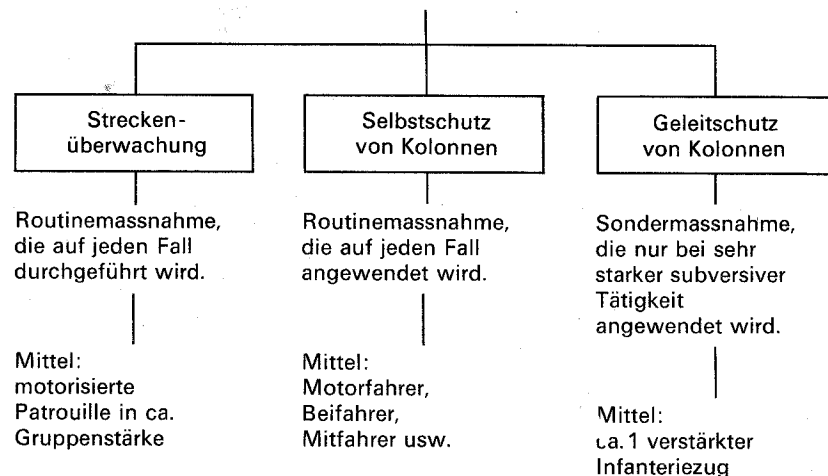 Strecken-
überwachung
Routinemassnahme,
die auf jeden Fall
durchgeführt wird.
Mittel:
motorisierte
Patrouille in ca.
Gruppenstärke
Selbstschutz
von Kolonnen
Routinemassnahme,
die auf jeden Fall
angewendet wird.
Mittel:
Motorfahrer,
Beifahrer,
Mitfahrer usw.
Geleitschutz
von Kolonnen
Sondermassnahme,
die nur bei sehr
starker subversiver
Tätigkeit
angewendet wird.
Mittel:
ca. 1 verstärkter
Infanteriezug